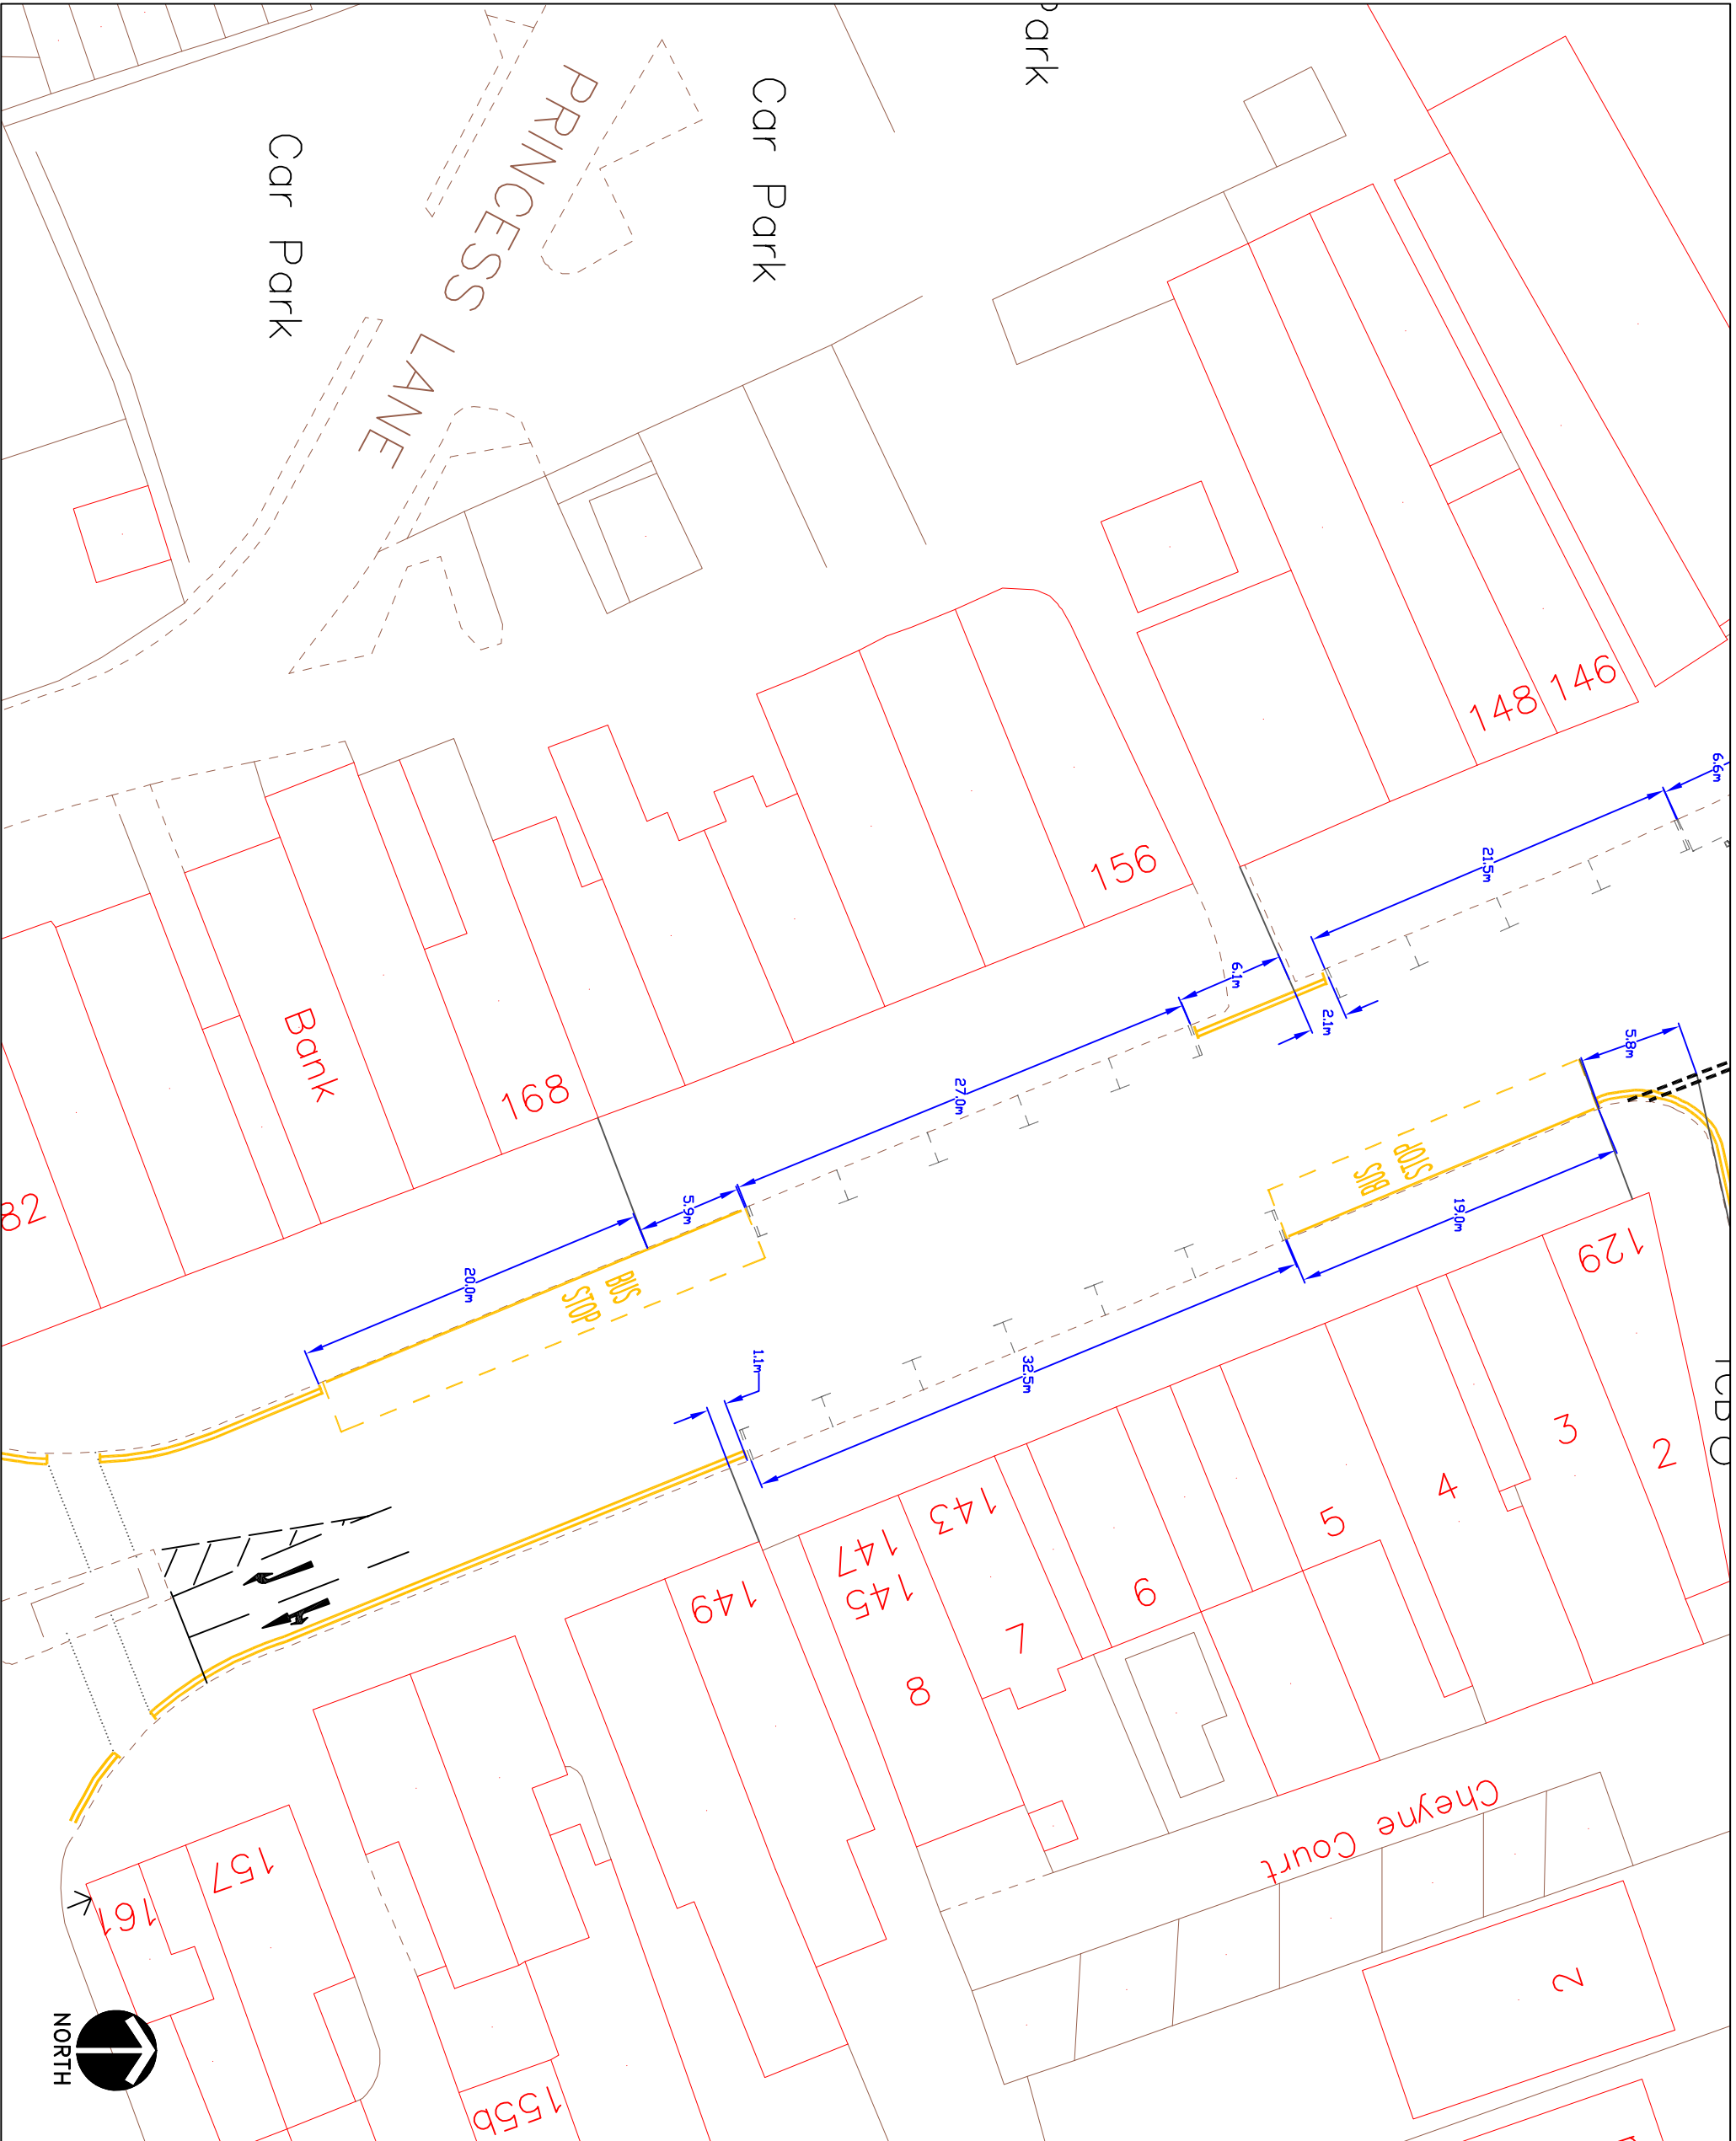 Park
Car Park
Car Park
PRINCESS LANE
146
148
6.6m
21.5m
156
6.1m
2.1m
5.8m
27.0m
Bank
168
BUS
STOP
19.0m
5.9m
82
129
20.0m
BUS
STOP
1.1m
32.5m
3
2
4
5
143
147
145
6
149
7
8
Cheyne Court
157
161
2
NORTH
155b